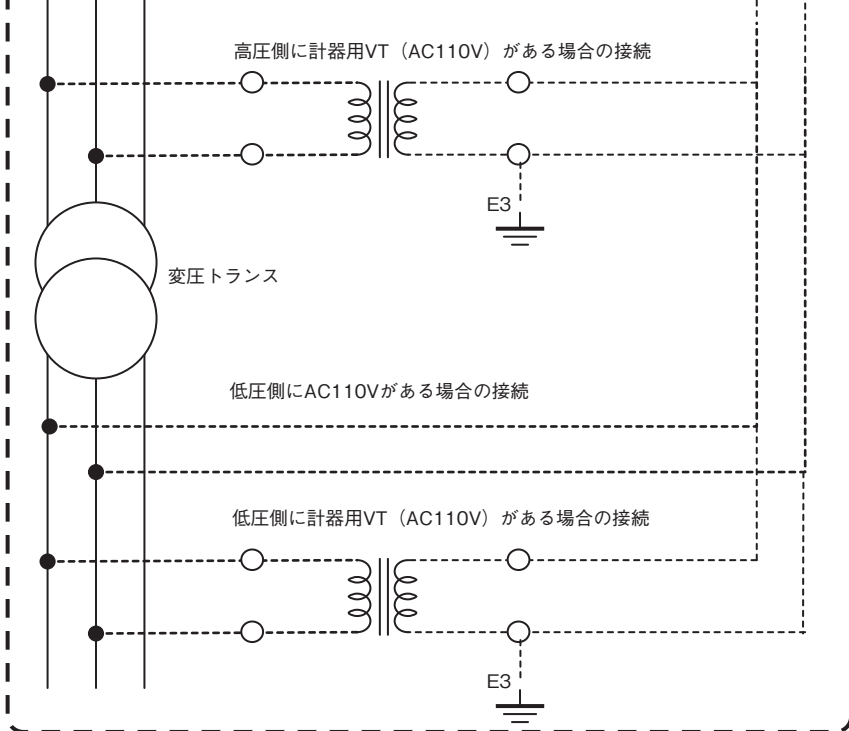 高圧側に計器用VT（AC110V）がある場合の接続
E3
変圧トランス
低圧側にAC110Vがある場合の接続
低圧側に計器用VT（AC110V）がある場合の接続
E3